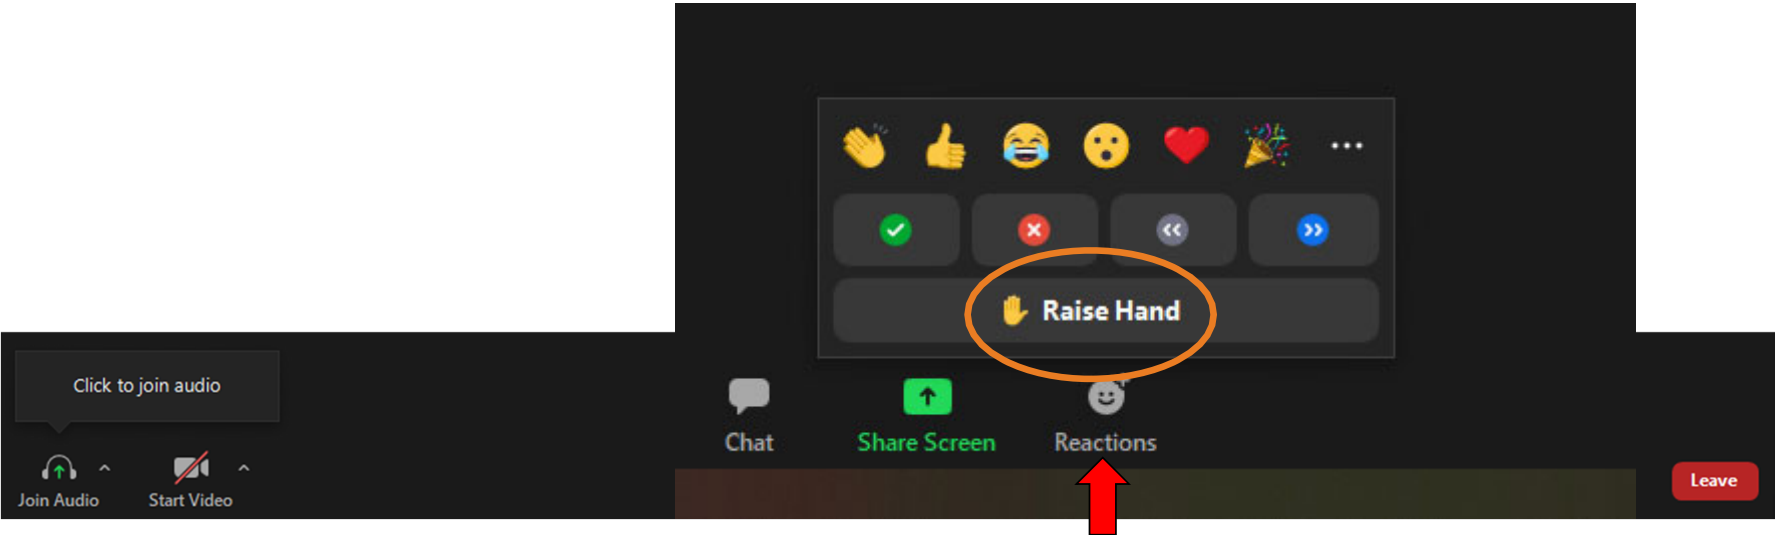 Raise Hand
Click to join audio
Chat
Share Screen
Reactions
Join Audio
Start Video
Leave